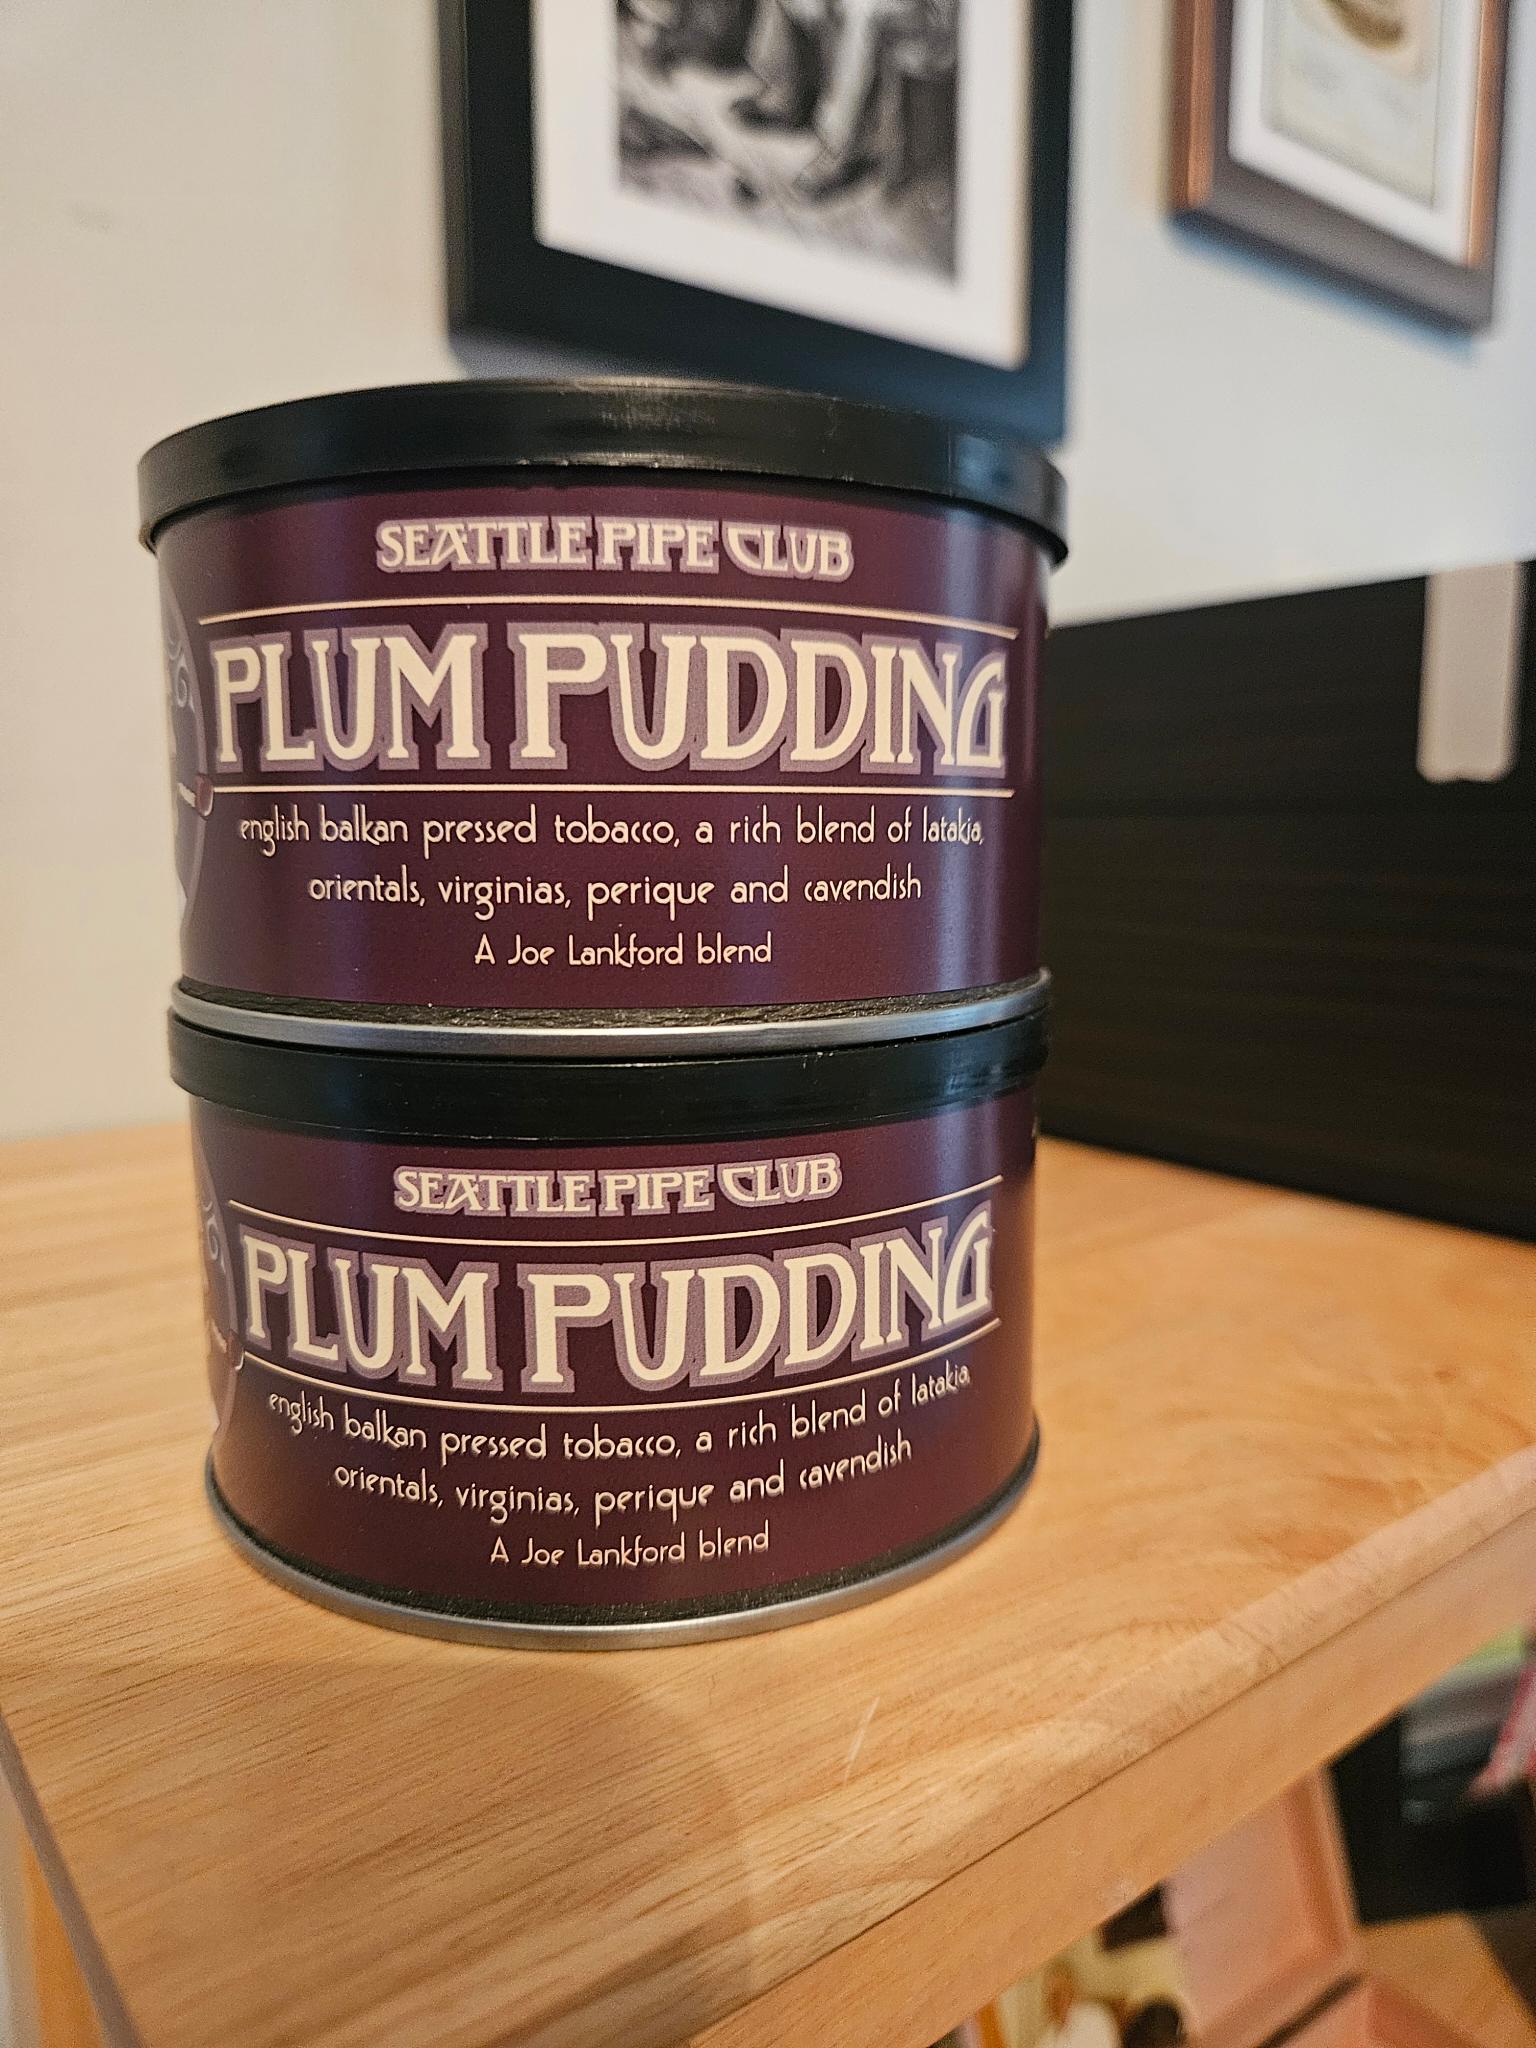 SEATTLE PIPE CLUB
PLUM PUDDING
english balkan pressed tobacco, a rich blend of latakia,
orientals, virginias, perique and cavendish
A Joe Lankford blend
SEATTLE PIPE CLUB
PLUM PUDDING
english balkan pressed tobacco, a rich blend of latakia,
orientals, virginias, perique and cavendish
A Joe Lankford blend